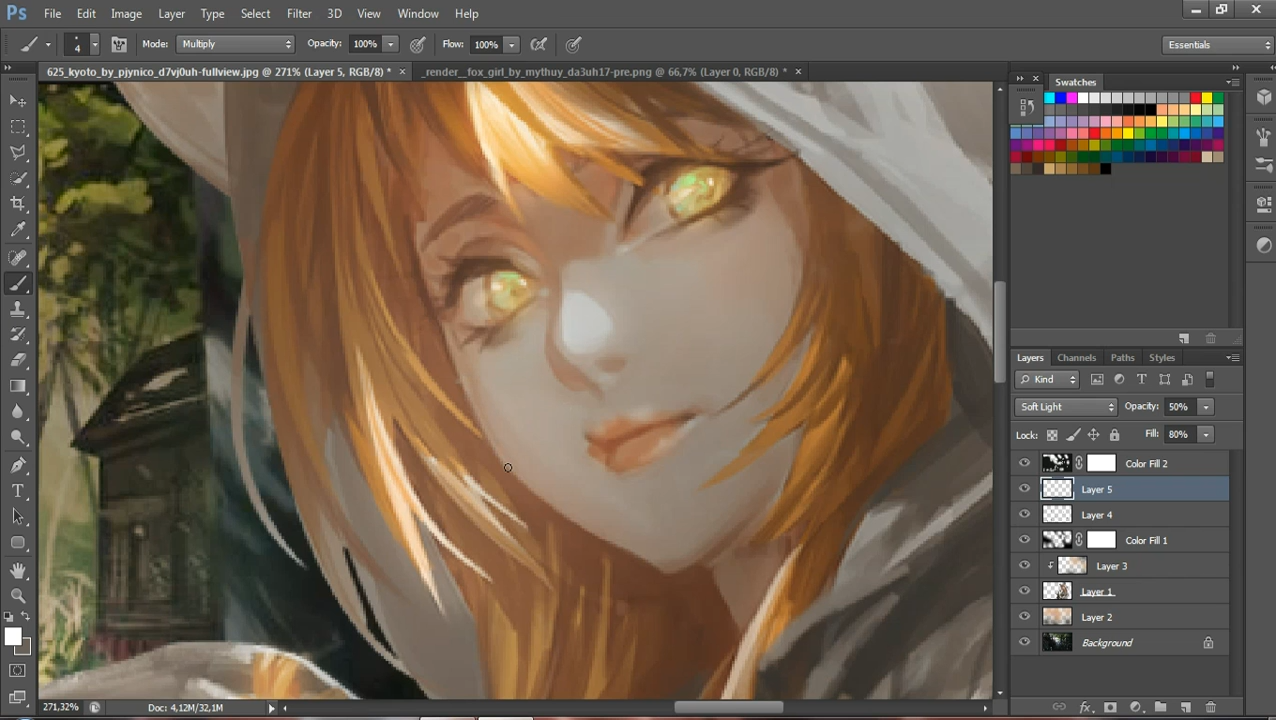 Ps File Edit Image Layer Type Select Filter 3D View Window Help
4 Mode: Multiply Opacity: 100% Flow: 100% Essentials
625_kyoto_by_pjynico_d7vj0uh-fullview.jpg @ 271% (Layer 5, RGB/8) * × _render__fox_girl_by_mythuy_da3uh17-pre.png @ 66,7% (Layer 0, RGB/8) * ×
Swatches
Layers Channels Paths Styles
Kind
Soft Light Opacity: 50%
Lock: Fill: 80%
Color Fill 2
Layer 5
Layer 4
Color Fill 1
Layer 3
Layer 1
Layer 2
Background
271,32% Doc: 4,12M/32,1M